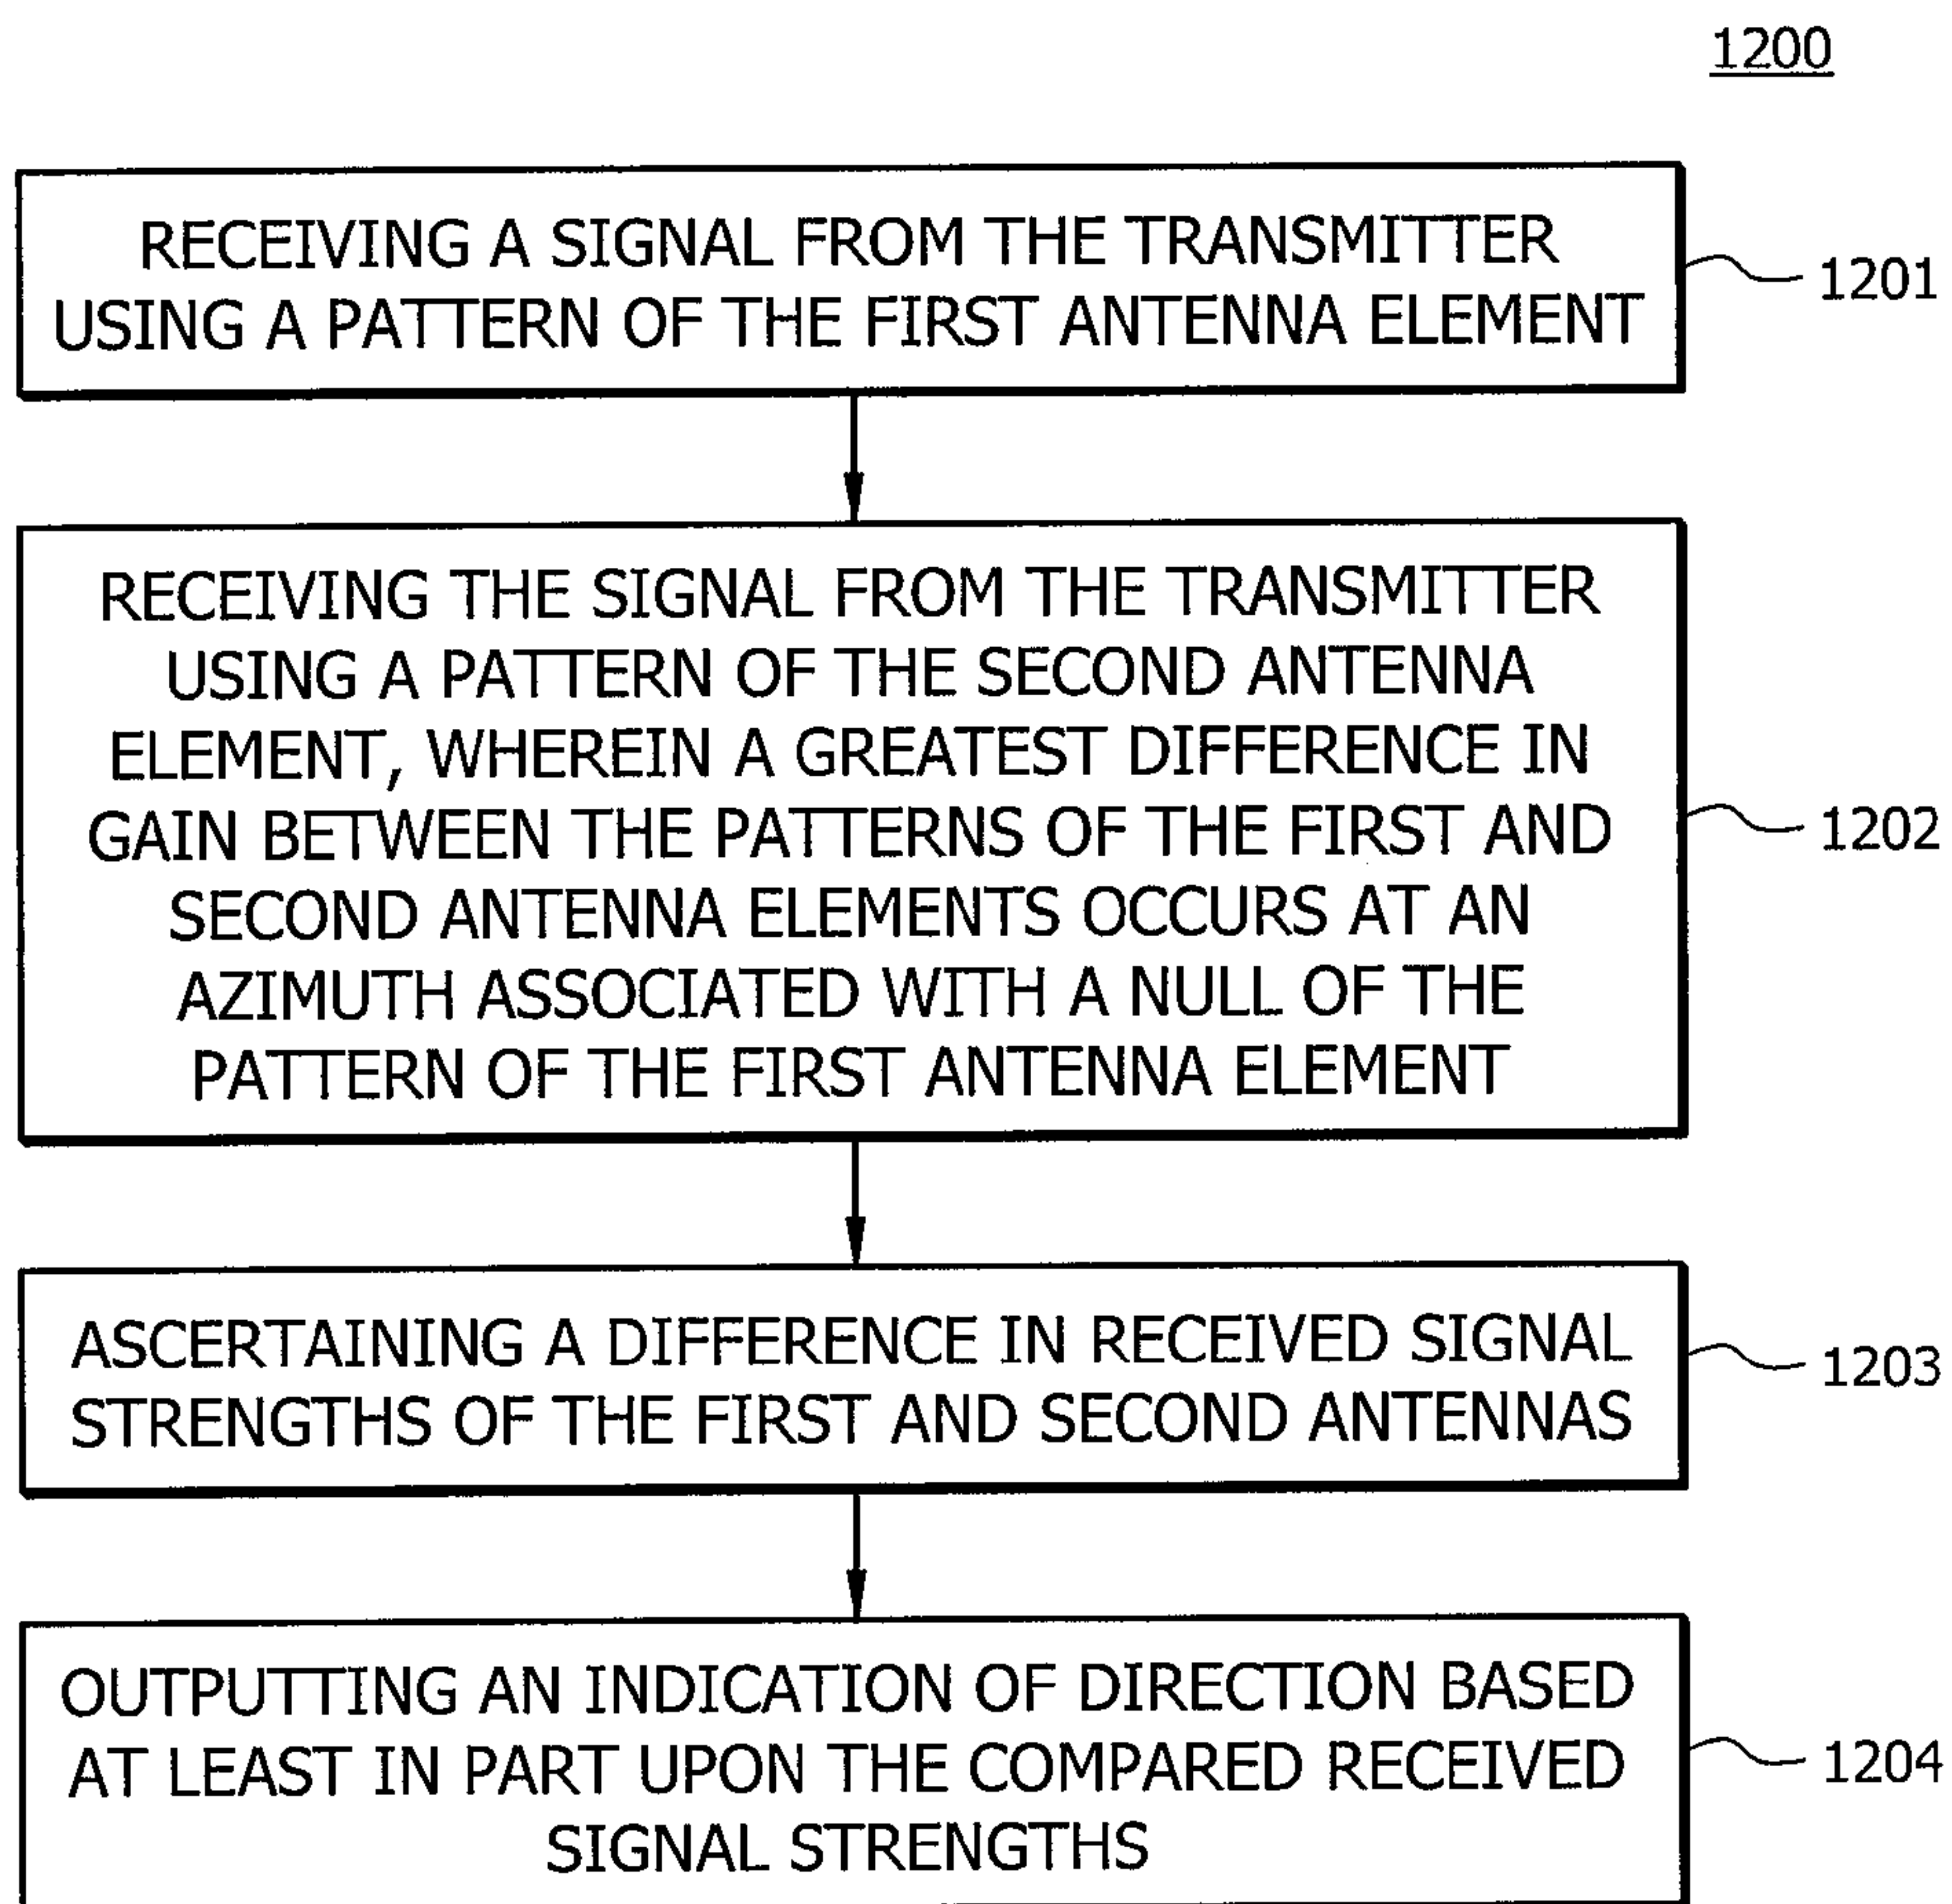 1200
RECEIVING A SIGNAL FROM THE TRANSMITTER
USING A PATTERN OF THE FIRST ANTENNA ELEMENT
1201
RECEIVING THE SIGNAL FROM THE TRANSMITTER
USING A PATTERN OF THE SECOND ANTENNA
ELEMENT, WHEREIN A GREATEST DIFFERENCE IN
GAIN BETWEEN THE PATTERNS OF THE FIRST AND
SECOND ANTENNA ELEMENTS OCCURS AT AN
AZIMUTH ASSOCIATED WITH A NULL OF THE
PATTERN OF THE FIRST ANTENNA ELEMENT
1202
ASCERTAINING A DIFFERENCE IN RECEIVED SIGNAL
STRENGTHS OF THE FIRST AND SECOND ANTENNAS
1203
OUTPUTTING AN INDICATION OF DIRECTION BASED
AT LEAST IN PART UPON THE COMPARED RECEIVED
SIGNAL STRENGTHS
1204